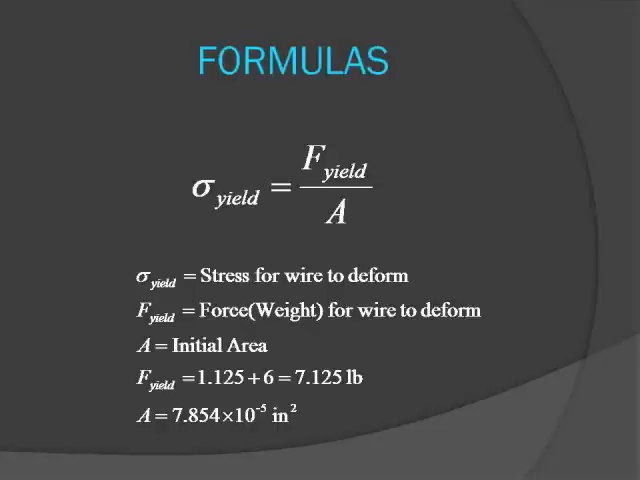 FORMULAS
σ_yield = F_yield / A
σ_yield = Stress for wire to deform
F_yield = Force(Weight) for wire to deform
A = Initial Area
F_yield = 1.125 + 6 = 7.125 lb
A = 7.854 ×10^-5 in^2